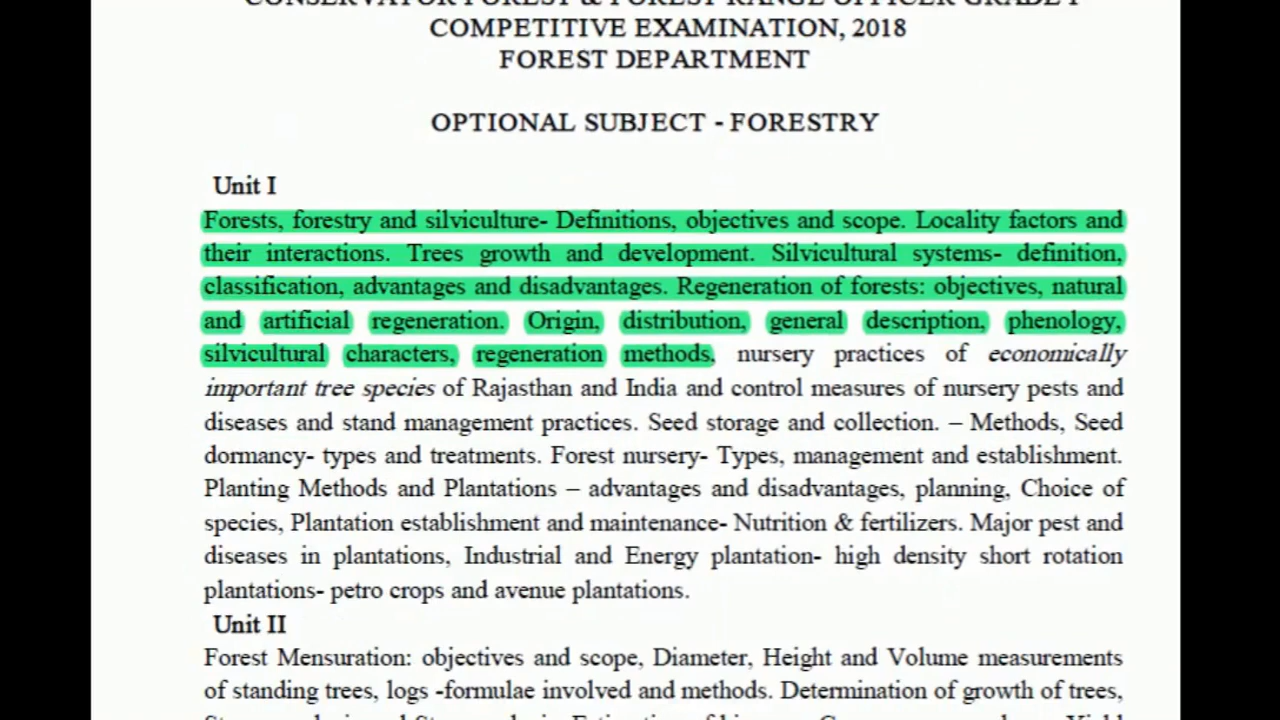 CONSERVATOR FOREST & FOREST RANGE OFFICER GRADE I
COMPETITIVE EXAMINATION, 2018
FOREST DEPARTMENT
OPTIONAL SUBJECT - FORESTRY
Unit I
Forests, forestry and silviculture- Definitions, objectives and scope. Locality factors and
their interactions. Trees growth and development. Silvicultural systems- definition,
classification, advantages and disadvantages. Regeneration of forests: objectives, natural
and artificial regeneration. Origin, distribution, general description, phenology,
silvicultural characters, regeneration methods, nursery practices of economically
important tree species of Rajasthan and India and control measures of nursery pests and
diseases and stand management practices. Seed storage and collection. – Methods, Seed
dormancy- types and treatments. Forest nursery- Types, management and establishment.
Planting Methods and Plantations – advantages and disadvantages, planning, Choice of
species, Plantation establishment and maintenance- Nutrition & fertilizers. Major pest and
diseases in plantations, Industrial and Energy plantation- high density short rotation
plantations- petro crops and avenue plantations.
Unit II
Forest Mensuration: objectives and scope, Diameter, Height and Volume measurements
of standing trees, logs -formulae involved and methods. Determination of growth of trees,